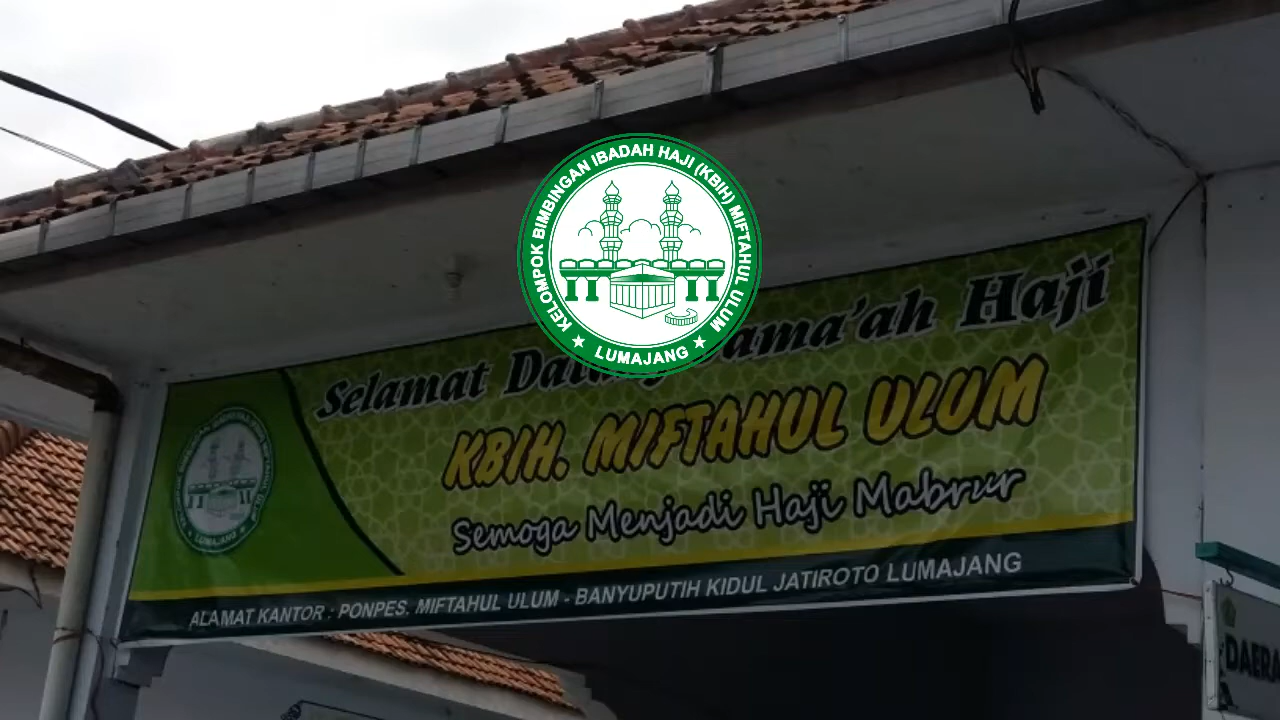 KELOMPOK BIMBINGAN IBADAH HAJI (KBIH) MIFTAHUL ULUM
★ LUMAJANG ★
Selamat Datang Jama'ah Haji
KBIH. MIFTAHUL ULUM
Semoga Menjadi Haji Mabrur
LUMAJANG
ALAMAT KANTOR : PONPES. MIFTAHUL ULUM - BANYUPUTIH KIDUL JATIROTO LUMAJANG